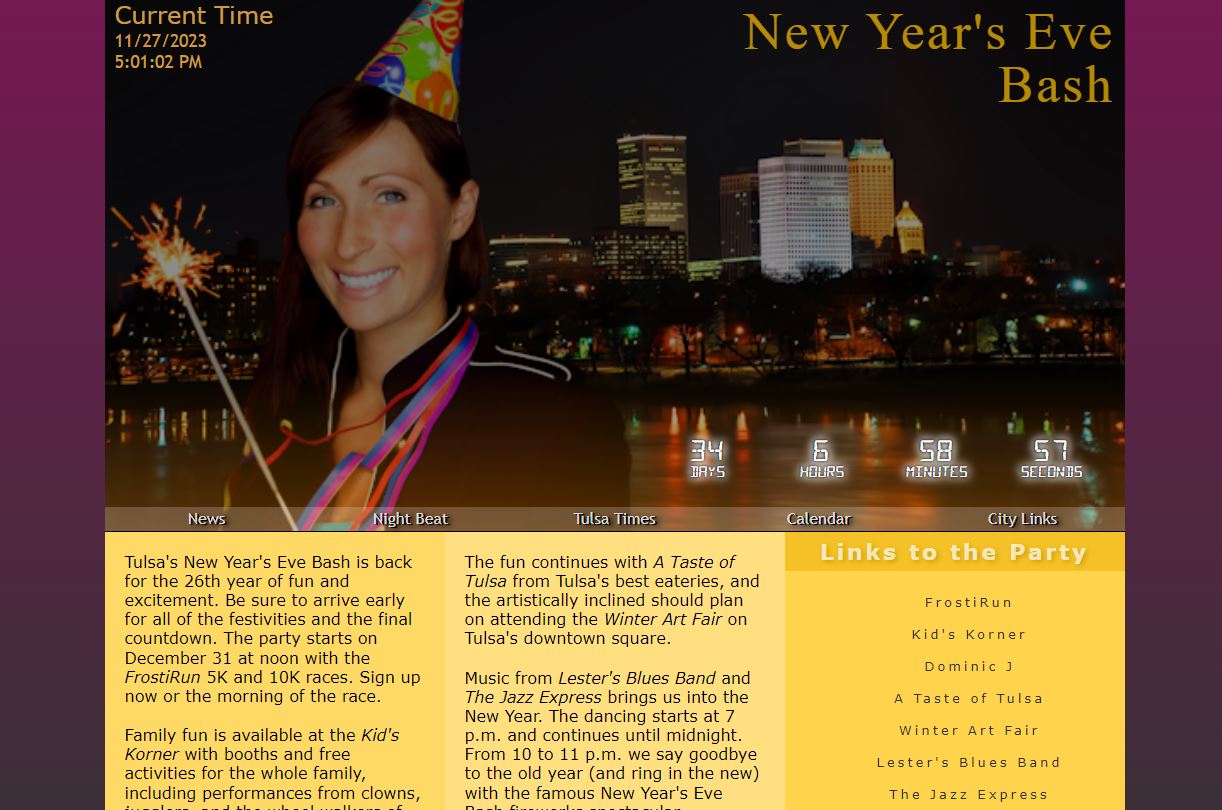 Current Time
11/27/2023
5:01:02 PM
New Year's Eve
Bash
34 6 58 57
DAYS HOURS MINUTES SECONDS
News Night Beat Tulsa Times Calendar City Links
Tulsa's New Year's Eve Bash is back
for the 26th year of fun and
excitement. Be sure to arrive early
for all of the festivities and the final
countdown. The party starts on
December 31 at noon with the
FrostiRun 5K and 10K races. Sign up
now or the morning of the race.
Family fun is available at the Kid's
Korner with booths and free
activities for the whole family,
including performances from clowns,
jugglers, and the wheel walkers of
The fun continues with A Taste of
Tulsa from Tulsa's best eateries, and
the artistically inclined should plan
on attending the Winter Art Fair on
Tulsa's downtown square.
Music from Lester's Blues Band and
The Jazz Express brings us into the
New Year. The dancing starts at 7
p.m. and continues until midnight.
From 10 to 11 p.m. we say goodbye
to the old year (and ring in the new)
with the famous New Year's Eve
Bash fireworks spectacular.
Links to the Party
FrostiRun
Kid's Korner
Dominic J
A Taste of Tulsa
Winter Art Fair
Lester's Blues Band
The Jazz Express